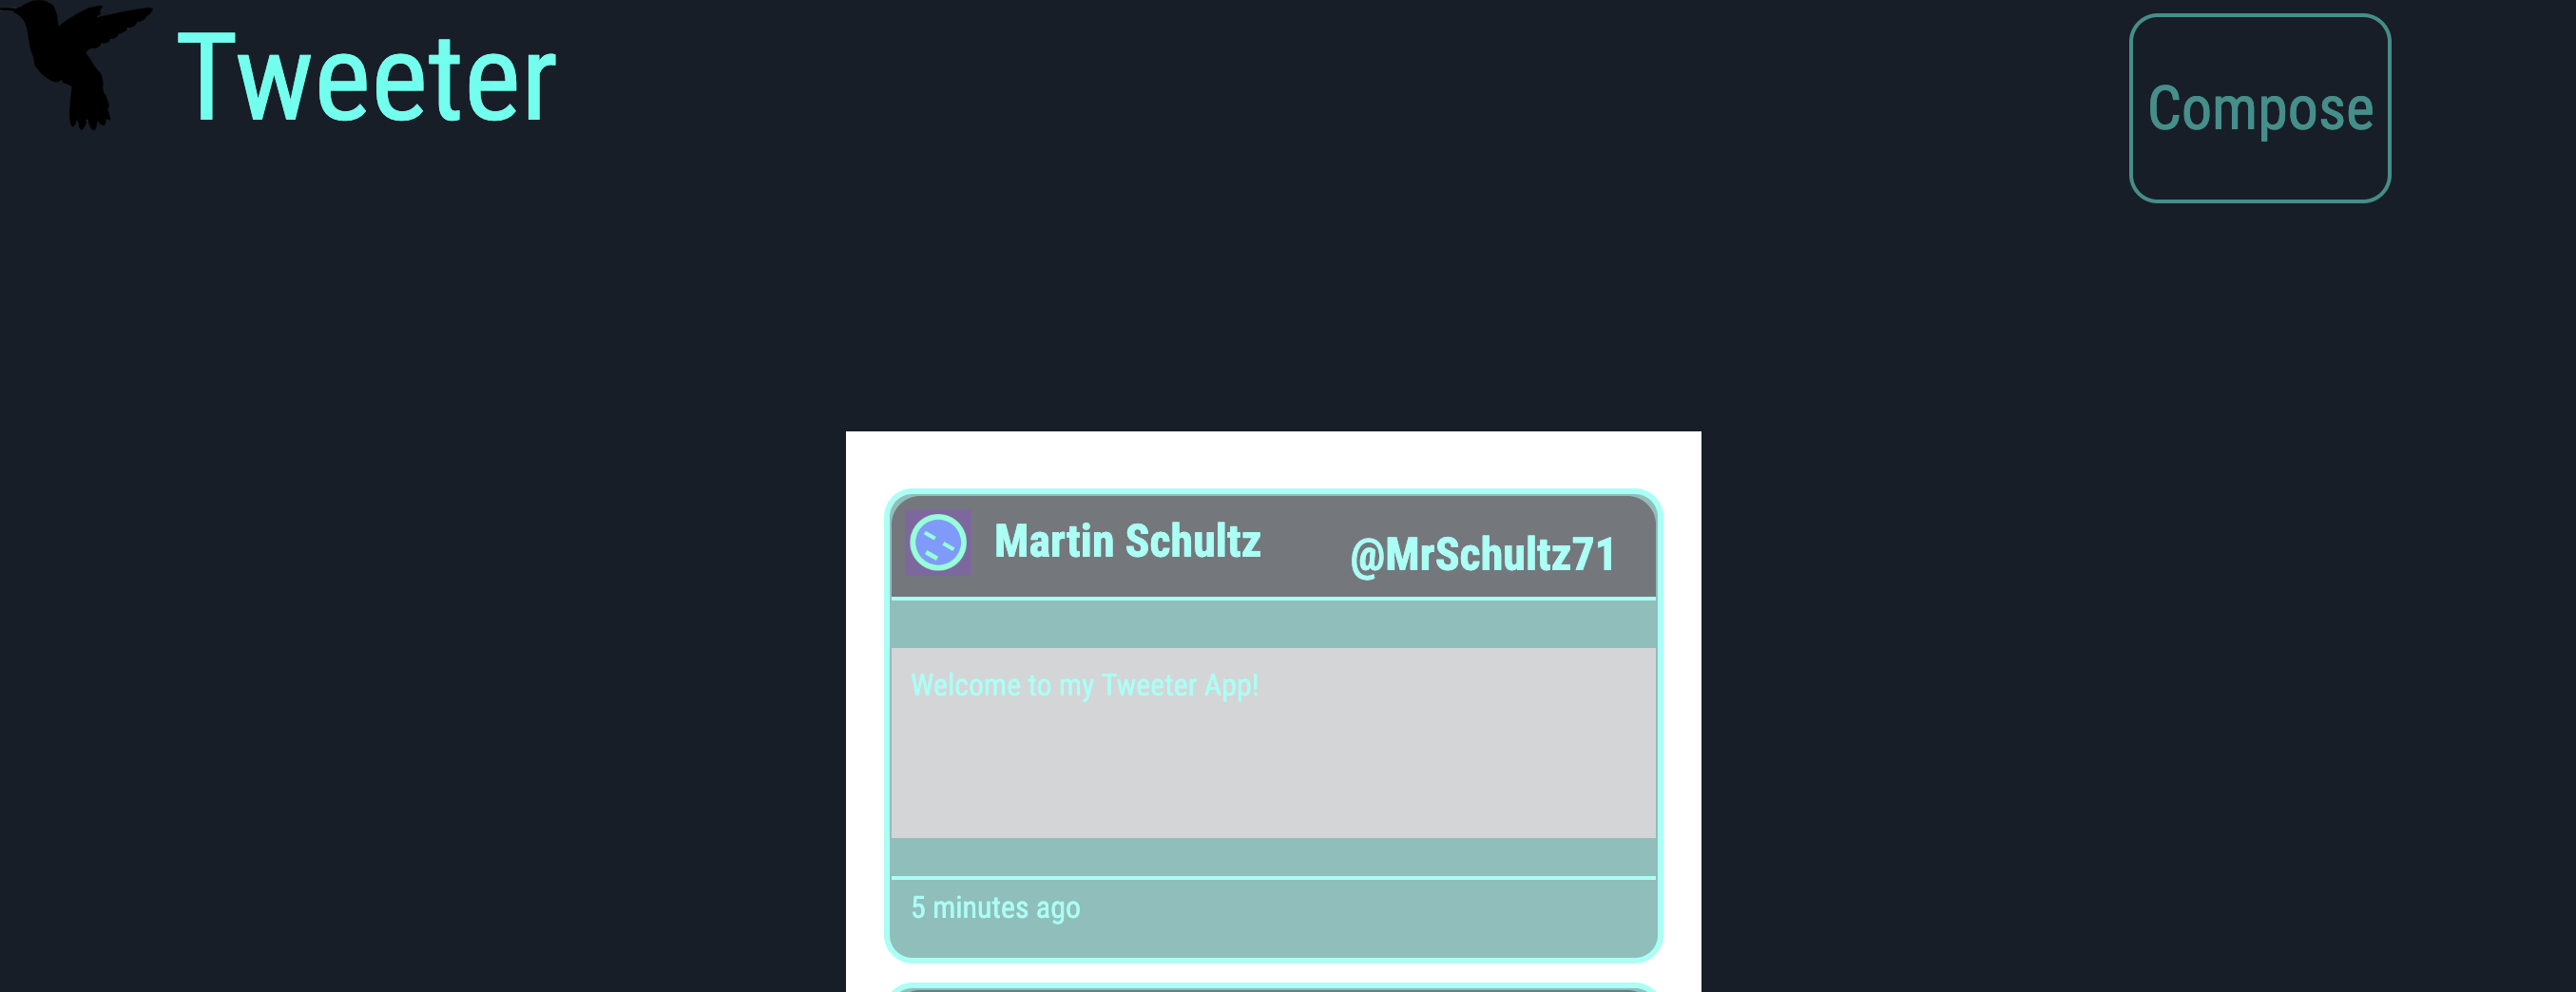 Tweeter
Compose
Martin Schultz
@MrSchultz71
Welcome to my Tweeter App!
5 minutes ago